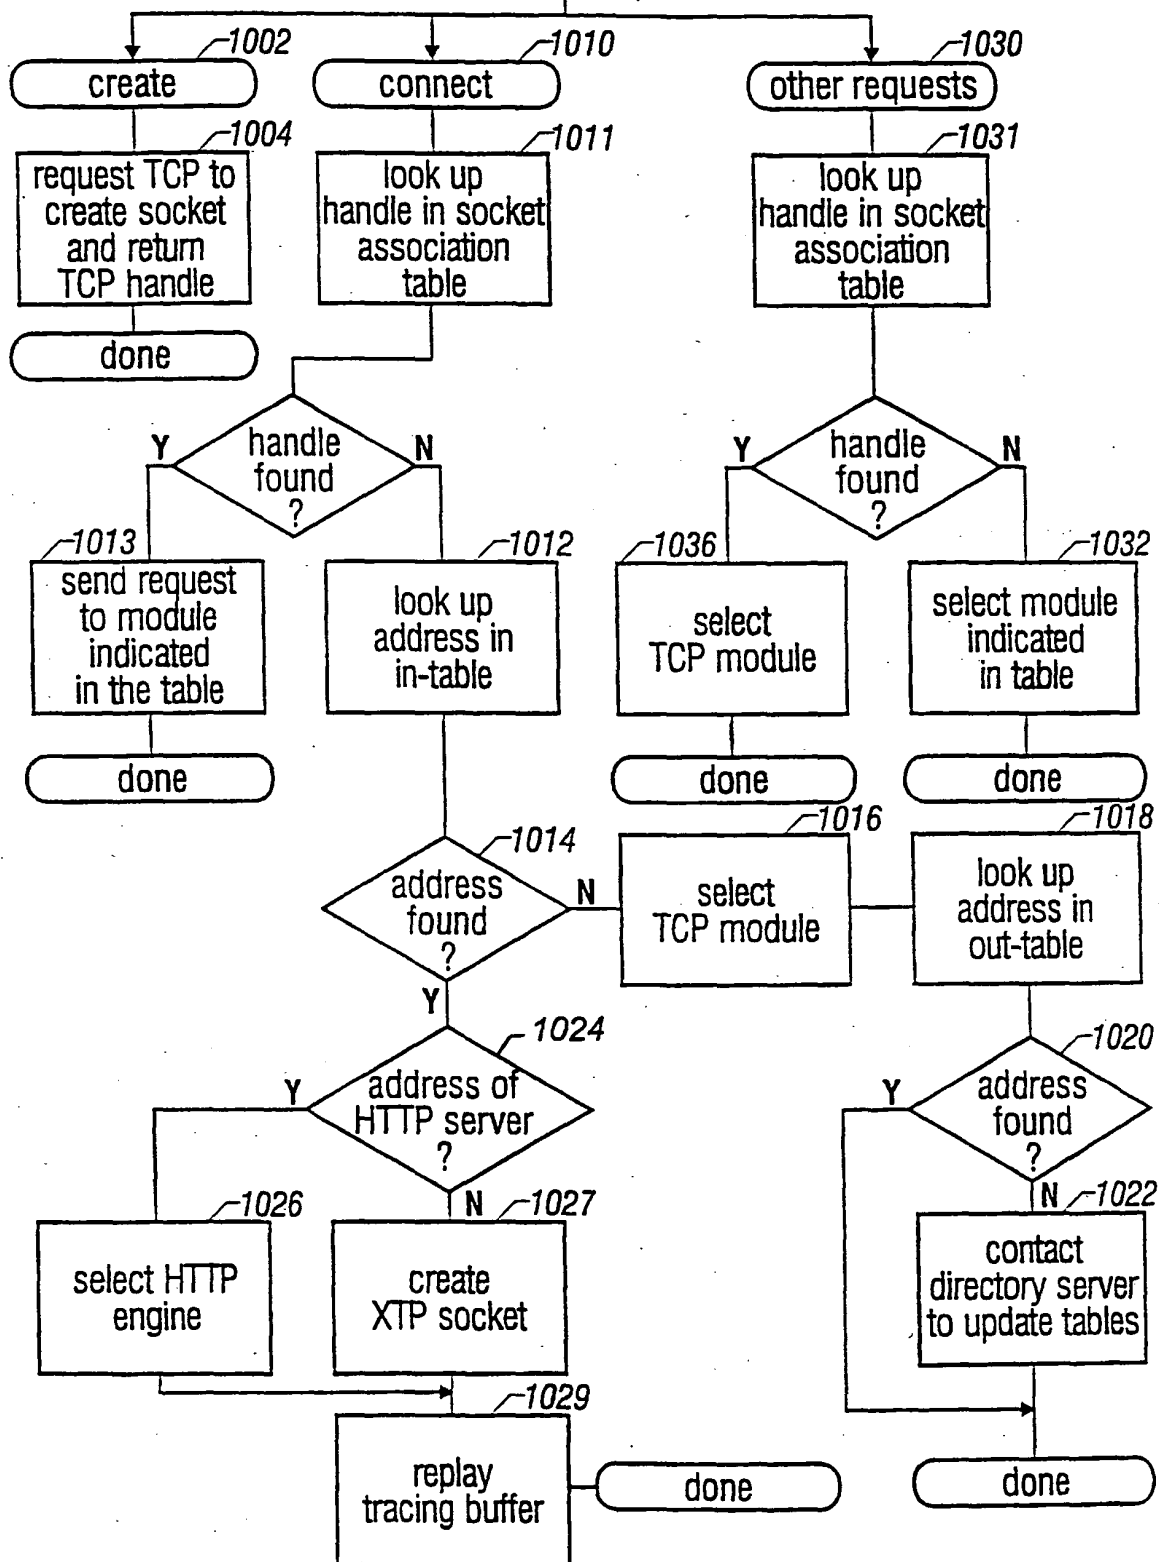 1002
create
1004
request TCP to
create socket
and return
TCP handle
done
1010
connect
1011
look up
handle in socket
association
table
handle
found
?
Y
N
1013
send request
to module
indicated
in the table
done
1012
look up
address in
in-table
1014
address
found
?
N
Y
1016
select
TCP module
1018
look up
address in
out-table
1020
address
found
?
Y
N
1022
contact
directory server
to update tables
done
1024
address of
HTTP server
?
Y
N
1026
select HTTP
engine
1027
create
XTP socket
1029
replay
tracing buffer
done
1030
other requests
1031
look up
handle in socket
association
table
handle
found
?
Y
N
1036
select
TCP module
done
1032
select module
indicated
in table
done